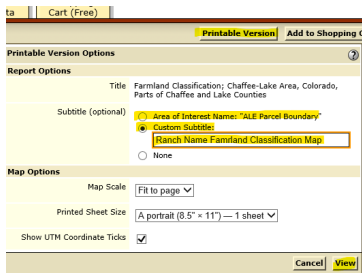 ta Cart (Free)
Printable Version Add to Shopping C
Printable Version Options
Report Options
Title Farmland Classification; Chaffee-Lake Area, Colorado,
Parts of Chaffee and Lake Counties
Subtitle (optional) Area of Interest Name: "ALE Parcel Boundary"
Custom Subtitle:
Ranch Name Famrland Classification Map
None
Map Options
Map Scale Fit to page
Printed Sheet Size A portrait (8.5" × 11") — 1 sheet
Show UTM Coordinate Ticks
Cancel View